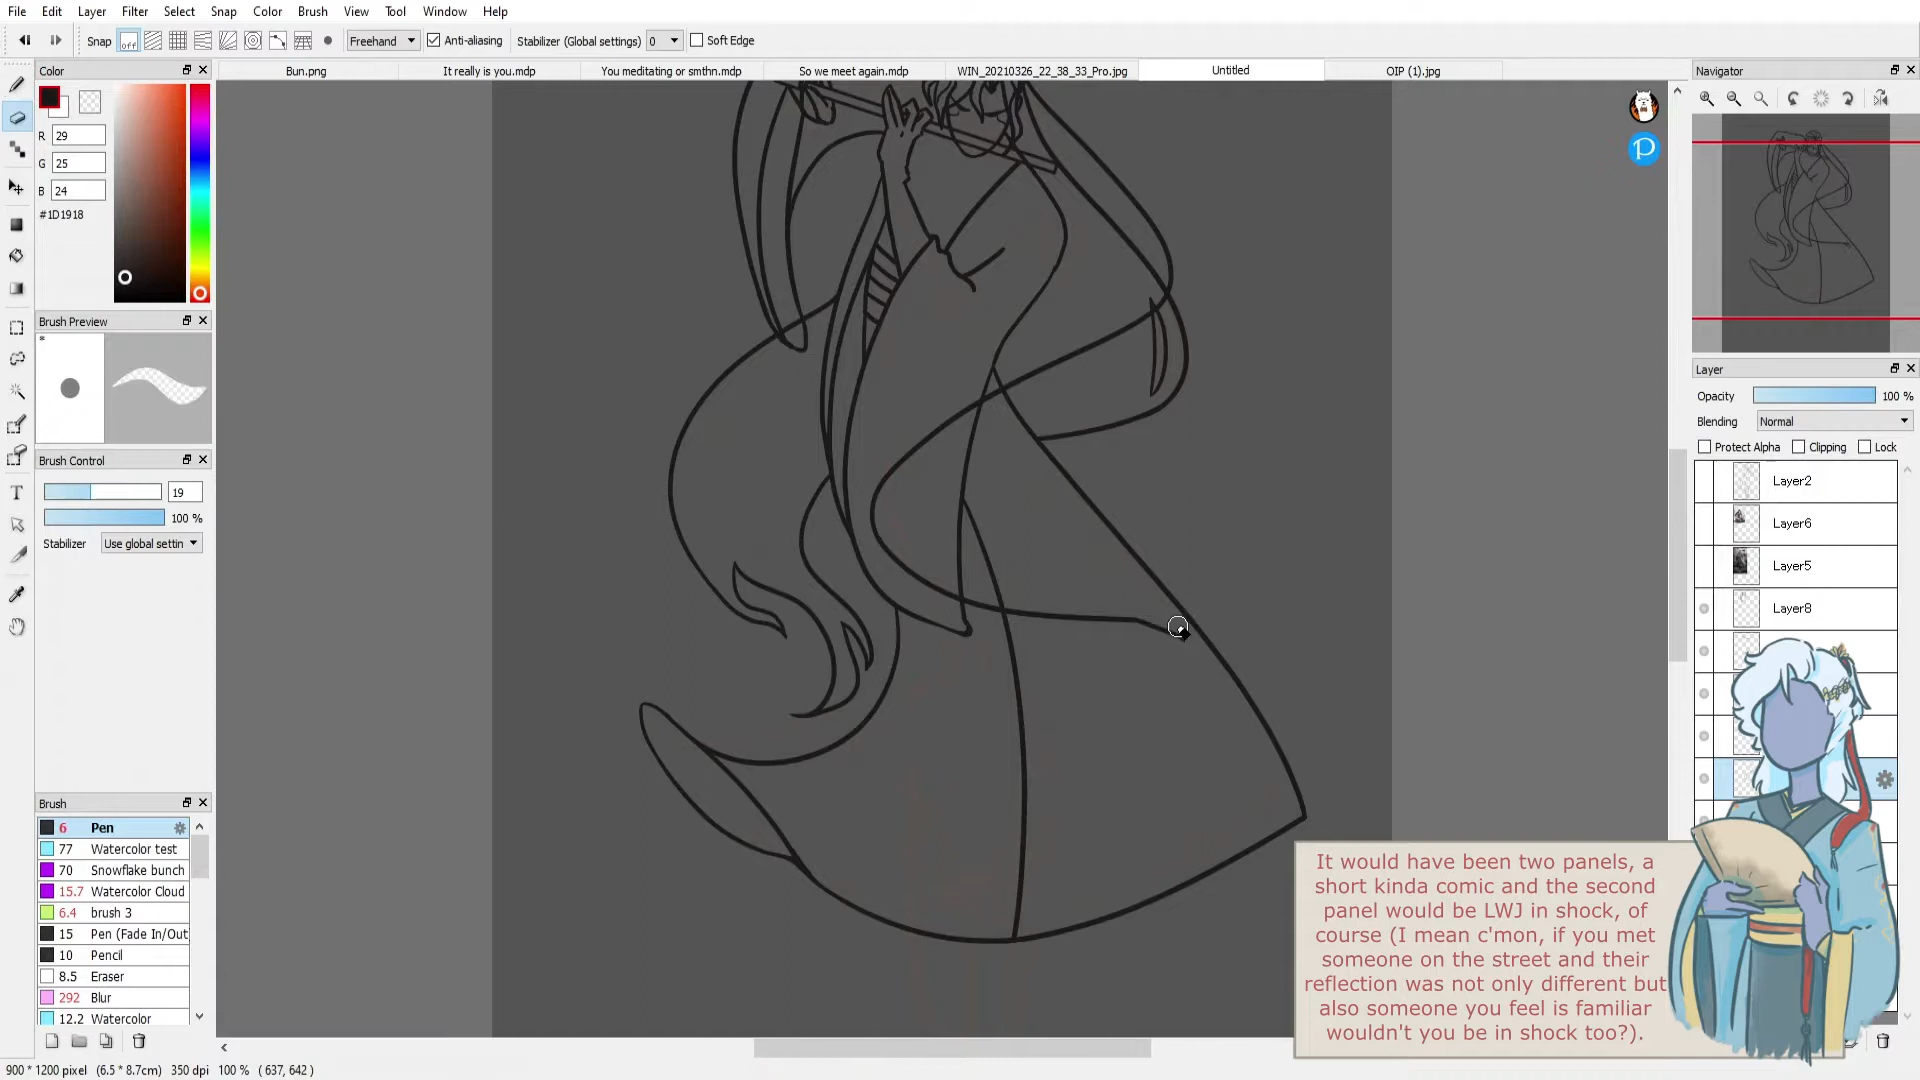 File Edit Layer Filter Select Snap Color Brush View Tool Window Help
Snap off Freehand Anti-aliasing Stabilizer (Global settings) 0 Soft Edge
Color
Bun.png It really is you.mdp You meditating or smthn.mdp So we meet again.mdp WIN_20210326_22_38_33_Pro.jpg Untitled OIP (1).jpg
Navigator
R 29
G 25
B 24
#1D1918
Brush Preview
Brush Control
19
100 %
Stabilizer Use global settin
Brush
6 Pen
77 Watercolor test
70 Snowflake bunch
15.7 Watercolor Cloud
6.4 brush 3
15 Pen (Fade In/Out
10 Pencil
8.5 Eraser
292 Blur
12.2 Watercolor
Layer
Opacity 100 %
Blending Normal
Protect Alpha Clipping Lock
Layer2
Layer6
Layer5
Layer8
It would have been two panels, a
short kinda comic and the second
panel would be LWJ in shock, of
course (I mean c'mon, if you met
someone on the street and their
reflection was not only different but
also someone you feel is familiar
wouldn't you be in shock too?).
900 * 1200 pixel (6.5 * 8.7cm) 350 dpi 100 % ( 637, 642 )